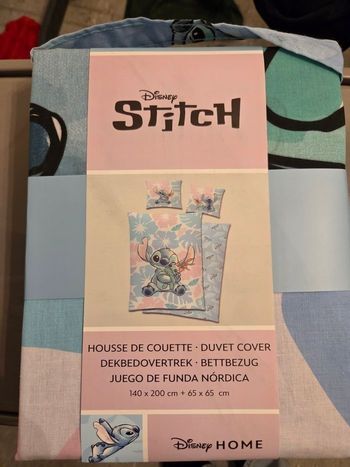 Disney
Stitch
HOUSSE DE COUETTE · DUVET COVER
DEKBEDOVERTREK · BETTBEZUG
JUEGO DE FUNDA NÓRDICA
140 x 200 cm + 65 x 65 cm
Disney HOME